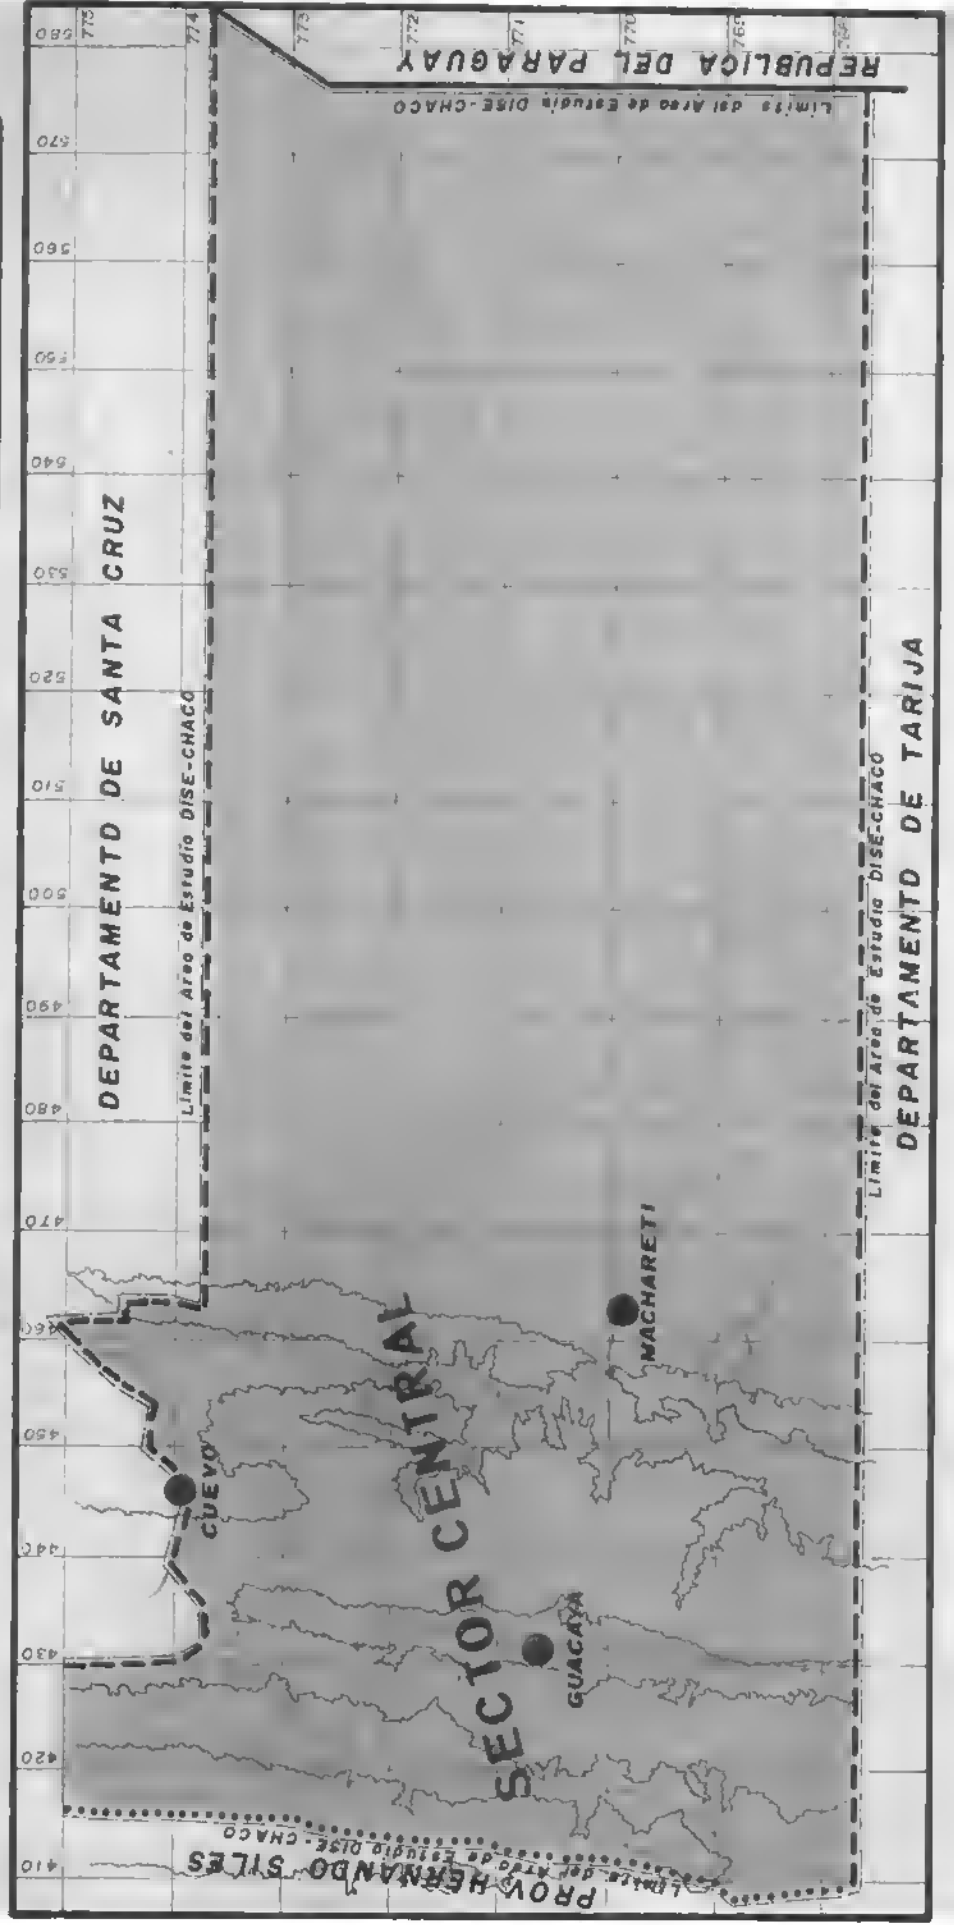 580
570
560
550
540
530
520
510
500
490
480
470
460
450
440
430
420
410
775
774
773
772
771
770
769
768
REPUBLICA DEL PARAGUAY
Limite del Area de Estudio DISE-CHACO
DEPARTAMENTO DE SANTA CRUZ
Limite del Area de Estudio DISE-CHACO
DEPARTAMENTO DE TARIJA
Limite del Area de Estudio DISE-CHACO
SECTOR CENTRAL
MACHARETI
CUEVO
GUACAYA
PROV. HERNANDO SILES
Limite del Area de Estudio DISE-CHACO